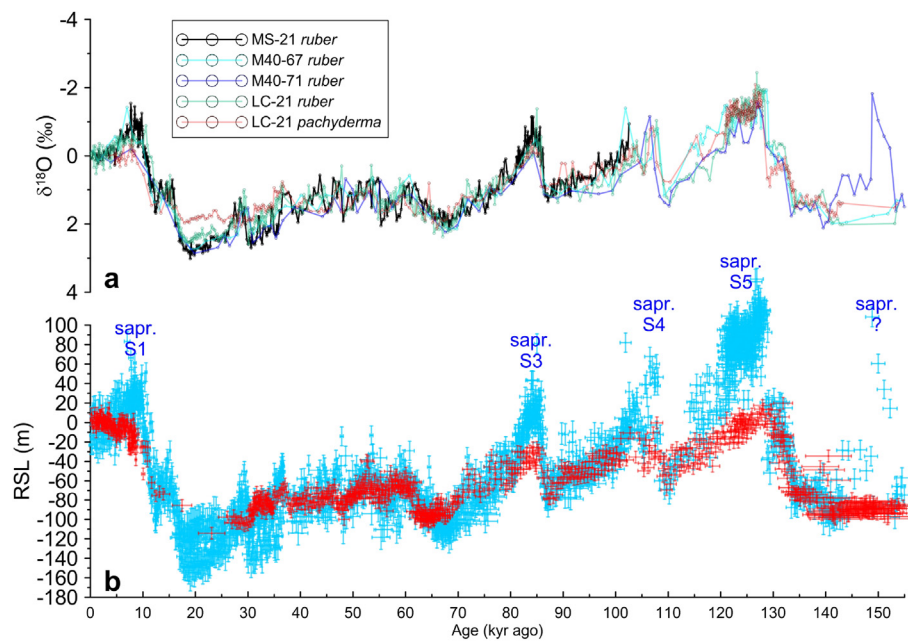 -4
-2
0
2
4
δ18O (‰)
MS-21 ruber
M40-67 ruber
M40-71 ruber
LC-21 ruber
LC-21 pachyderma
a
sapr.
S1
sapr.
S3
sapr.
S4
sapr.
S5
sapr.
?
100
80
60
40
20
0
-20
-40
-60
-80
-100
-120
-140
-160
-180
RSL (m)
b
0 10 20 30 40 50 60 70 80 90 100 110 120 130 140 150
Age (kyr ago)